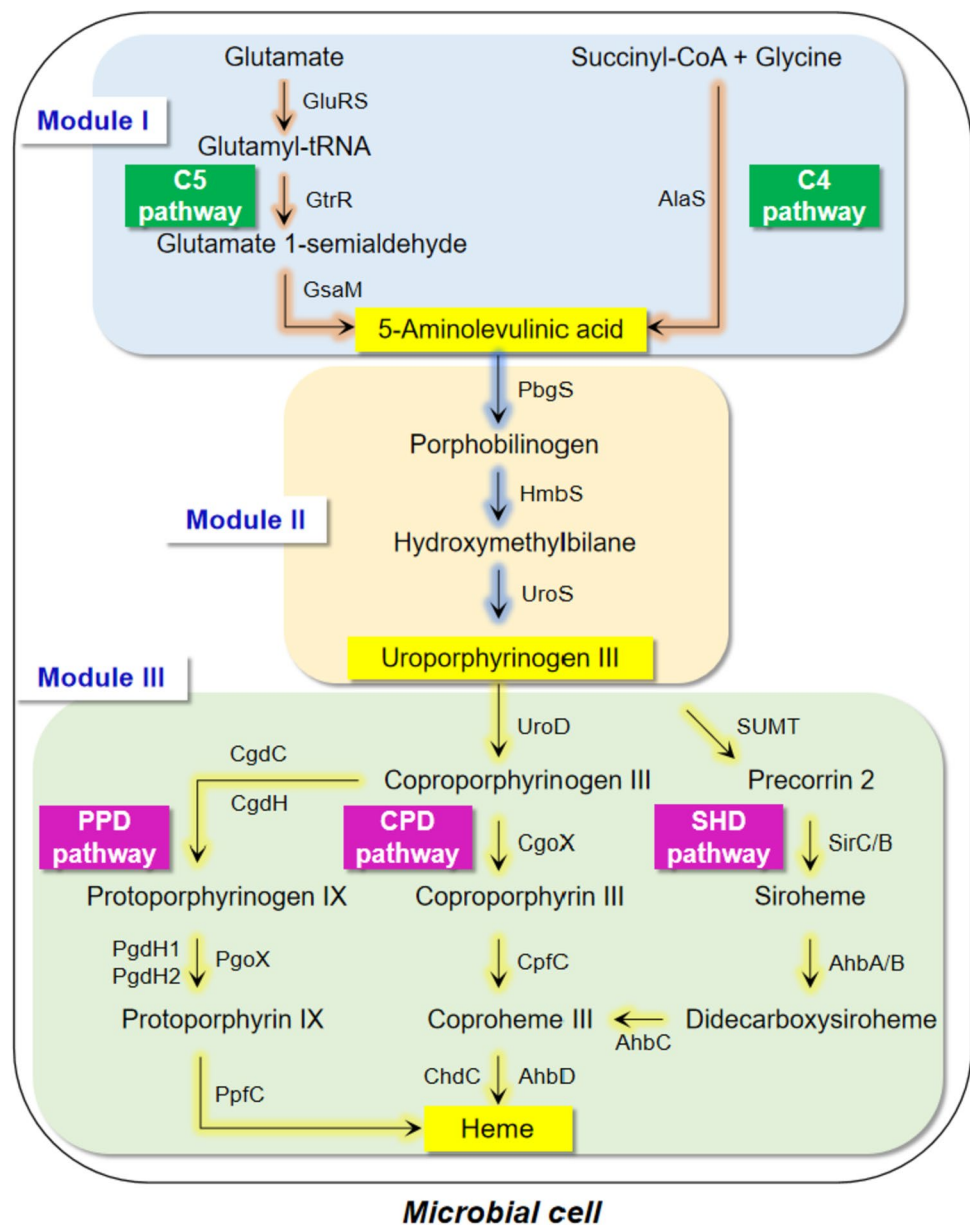 Glutamate
Succinyl-CoA + Glycine
GluRS
Module I
Glutamyl-tRNA
C5
pathway
GtrR
AlaS
C4
pathway
Glutamate 1-semialdehyde
GsaM
5-Aminolevulinic acid
PbgS
Porphobilinogen
HmbS
Module II
Hydroxymethylbilane
UroS
Uroporphyrinogen III
Module III
UroD
SUMT
CgdC
CgdH
Coproporphyrinogen III
Precorrin 2
PPD
pathway
CPD
pathway
CgoX
SHD
pathway
SirC/B
Protoporphyrinogen IX
Coproporphyrin III
Siroheme
PgdH1
PgdH2
PgoX
CpfC
AhbA/B
Protoporphyrin IX
Coproheme III
Didecarboxysiroheme
AhbC
PpfC
ChdC
AhbD
Heme
Microbial cell